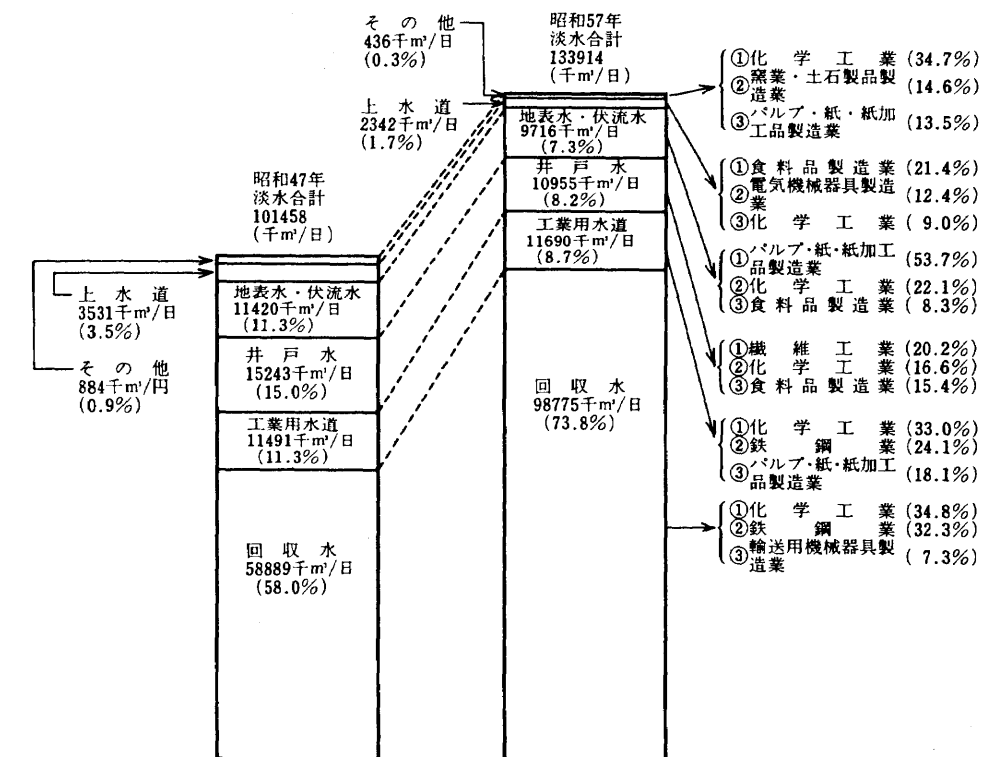 その他
436千m³/日
(0.3%)
上水道
2342千m³/日
(1.7%)
昭和57年
淡水合計
133914
(千m³/日)
地表水・伏流水
9716千m³/日
(7.3%)
井戸水
10955千m³/日
(8.2%)
工業用水道
11690千m³/日
(8.7%)
回収水
98775千m³/日
(73.8%)
昭和47年
淡水合計
101458
(千m³/日)
上水道
3531千m³/日
(3.5%)
その他
884千m³/円
(0.9%)
地表水・伏流水
11420千m³/日
(11.3%)
井戸水
15243千m³/日
(15.0%)
工業用水道
11491千m³/日
(11.3%)
回収水
58889千m³/日
(58.0%)
①化学工業 (34.7%)
②窯業・土石製品製
造業 (14.6%)
③パルプ・紙・紙加
工品製造業 (13.5%)
①食料品製造業 (21.4%)
②電気機械器具製造
業 (12.4%)
③化学工業 (9.0%)
①パルプ・紙・紙加工
品製造業 (53.7%)
②化学工業 (22.1%)
③食料品製造業 (8.3%)
①繊維工業 (20.2%)
②化学工業 (16.6%)
③食料品製造業 (15.4%)
①化学工業 (33.0%)
②鉄鋼業 (24.1%)
③パルプ・紙・紙加工
品製造業 (18.1%)
①化学工業 (34.8%)
②鉄鋼業 (32.3%)
③輸送用機械器具製
造業 (7.3%)